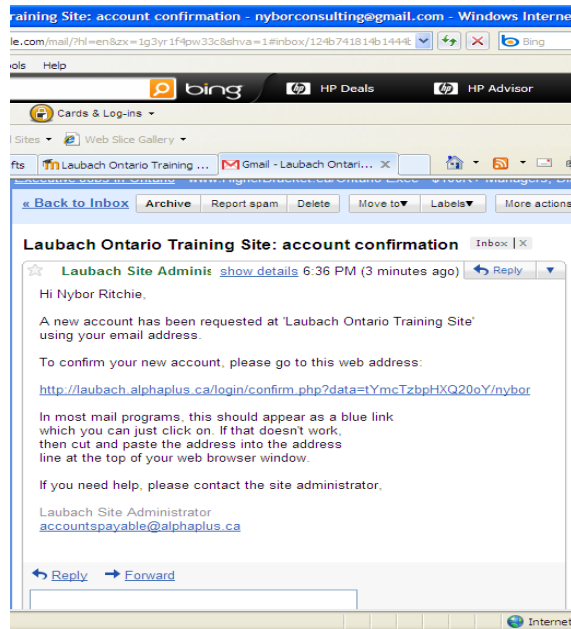 raining Site: account confirmation - nyborconsulting@gmail.com - Windows Interne
le.com/mail/?hl=en&zx=1g3yr1f4pw33c&shva=1#inbox/124b741814b1444 Bing
ols Help
bing HP Deals HP Advisor
Cards & Log-ins
Sites Web Slice Gallery
fts Laubach Ontario Training ... Gmail - Laubach Ontari... X
« Back to Inbox Archive Report spam Delete Move to▼ Labels▼ More actions
Laubach Ontario Training Site: account confirmation Inbox | X
Laubach Site Adminis show details 6:36 PM (3 minutes ago) Reply ▼
Hi Nybor Ritchie,
A new account has been requested at 'Laubach Ontario Training Site'
using your email address.
To confirm your new account, please go to this web address:
http://laubach.alphaplus.ca/login/confirm.php?data=tYmcTzbpHXQ20oY/nybor
In most mail programs, this should appear as a blue link
which you can just click on. If that doesn't work,
then cut and paste the address into the address
line at the top of your web browser window.
If you need help, please contact the site administrator,
Laubach Site Administrator
accountspayable@alphaplus.ca
Reply Forward
Internet